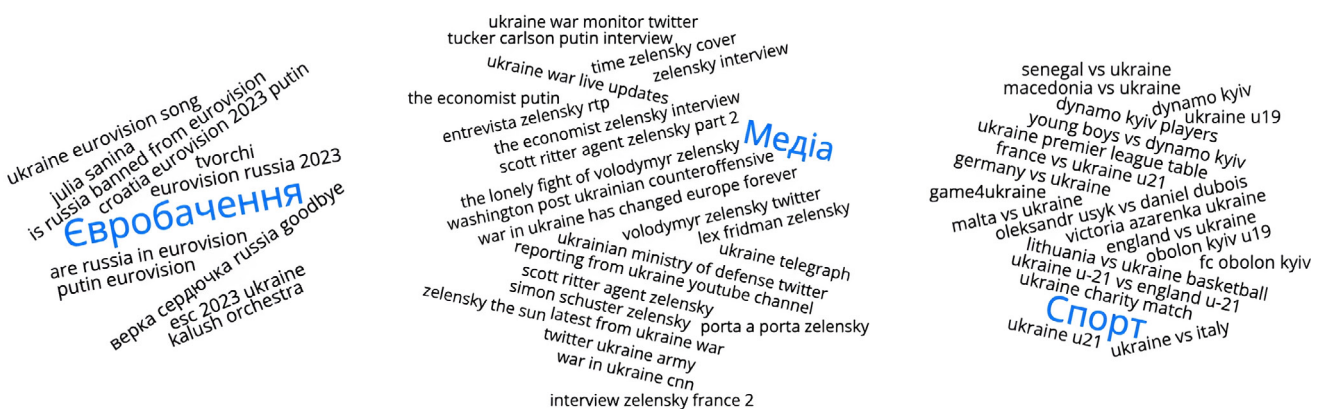 ukraine eurovision song
julia sanina
is russia banned from eurovision
croatia eurovision 2023 putin
tvorchi
eurovision russia 2023
Євробачення
are russia in eurovision
putin eurovision
верка сердючка russia goodbye
esc 2023 ukraine
kalush orchestra
ukraine war monitor twitter
tucker carlson putin interview
time zelensky cover
zelensky interview
ukraine war live updates
the economist putin
entrevista zelensky rtp
the economist zelensky interview
scott ritter agent zelensky part 2
Медіа
the lonely fight of volodymyr zelensky
washington post ukrainian counteroffensive
war in ukraine has changed europe forever
volodymyr zelensky twitter
lex fridman zelensky
ukrainian ministry of defense twitter
ukraine telegraph
reporting from ukraine youtube channel
scott ritter agent zelensky
simon schuster zelensky
porta a porta zelensky
zelensky the sun latest from ukraine war
twitter ukraine army
war in ukraine cnn
interview zelensky france 2
senegal vs ukraine
macedonia vs ukraine
dynamo kyiv
dynamo kyiv players
ukraine u19
young boys vs dynamo kyiv
ukraine premier league table
france vs ukraine u21
germany vs ukraine
game4ukraine
malta vs ukraine
oleksandr usyk vs daniel dubois
victoria azarenka ukraine
england vs ukraine
obolon kyiv u19
fc obolon kyiv
lithuania vs ukraine basketball
ukraine u-21 vs england u-21
ukraine charity match
Спорт
ukraine u21
ukraine vs italy